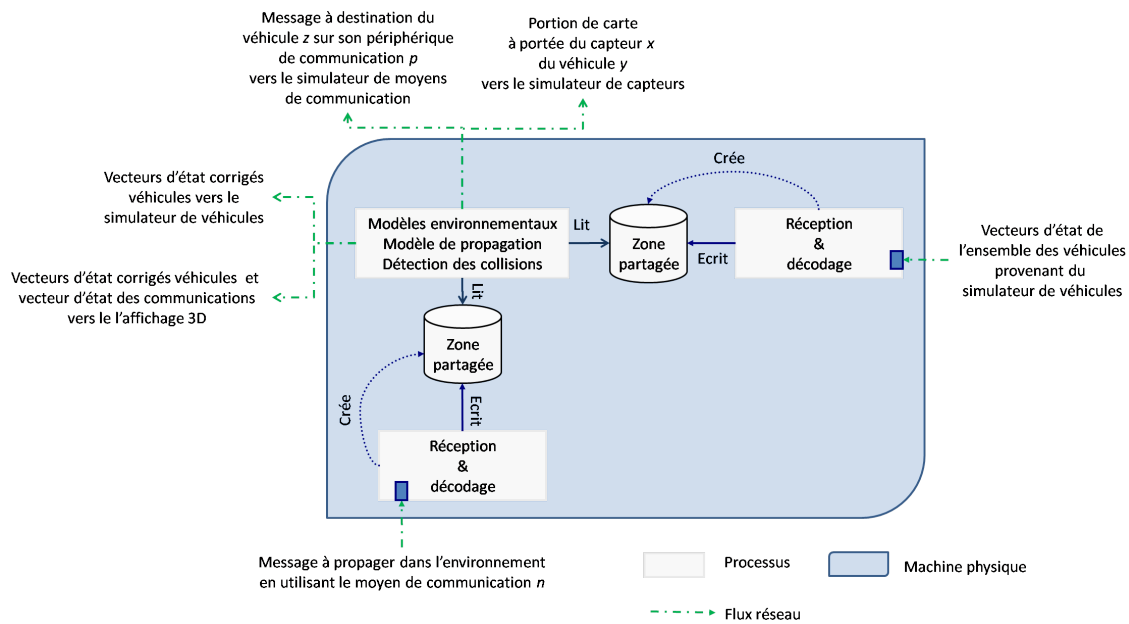 Message à destination du
véhicule z sur son périphérique
de communication p
vers le simulateur de moyens
de communication
Portion de carte
à portée du capteur x
du véhicule y
vers le simulateur de capteurs
Vecteurs d’état corrigés
véhicules vers le
simulateur de véhicules
Vecteurs d’état corrigés véhicules et
vecteur d’état des communications
vers le l’affichage 3D
Modèles environnementaux
Modèle de propagation
Détection des collisions
Lit
Zone
partagée
Crée
Ecrit
Réception
&
décodage
Vecteurs d’état de
l’ensemble des véhicules
provenant du
simulateur de véhicules
Lit
Zone
partagée
Crée
Ecrit
Réception
&
décodage
Message à propager dans l’environnement
en utilisant le moyen de communication n
Processus
Machine physique
Flux réseau